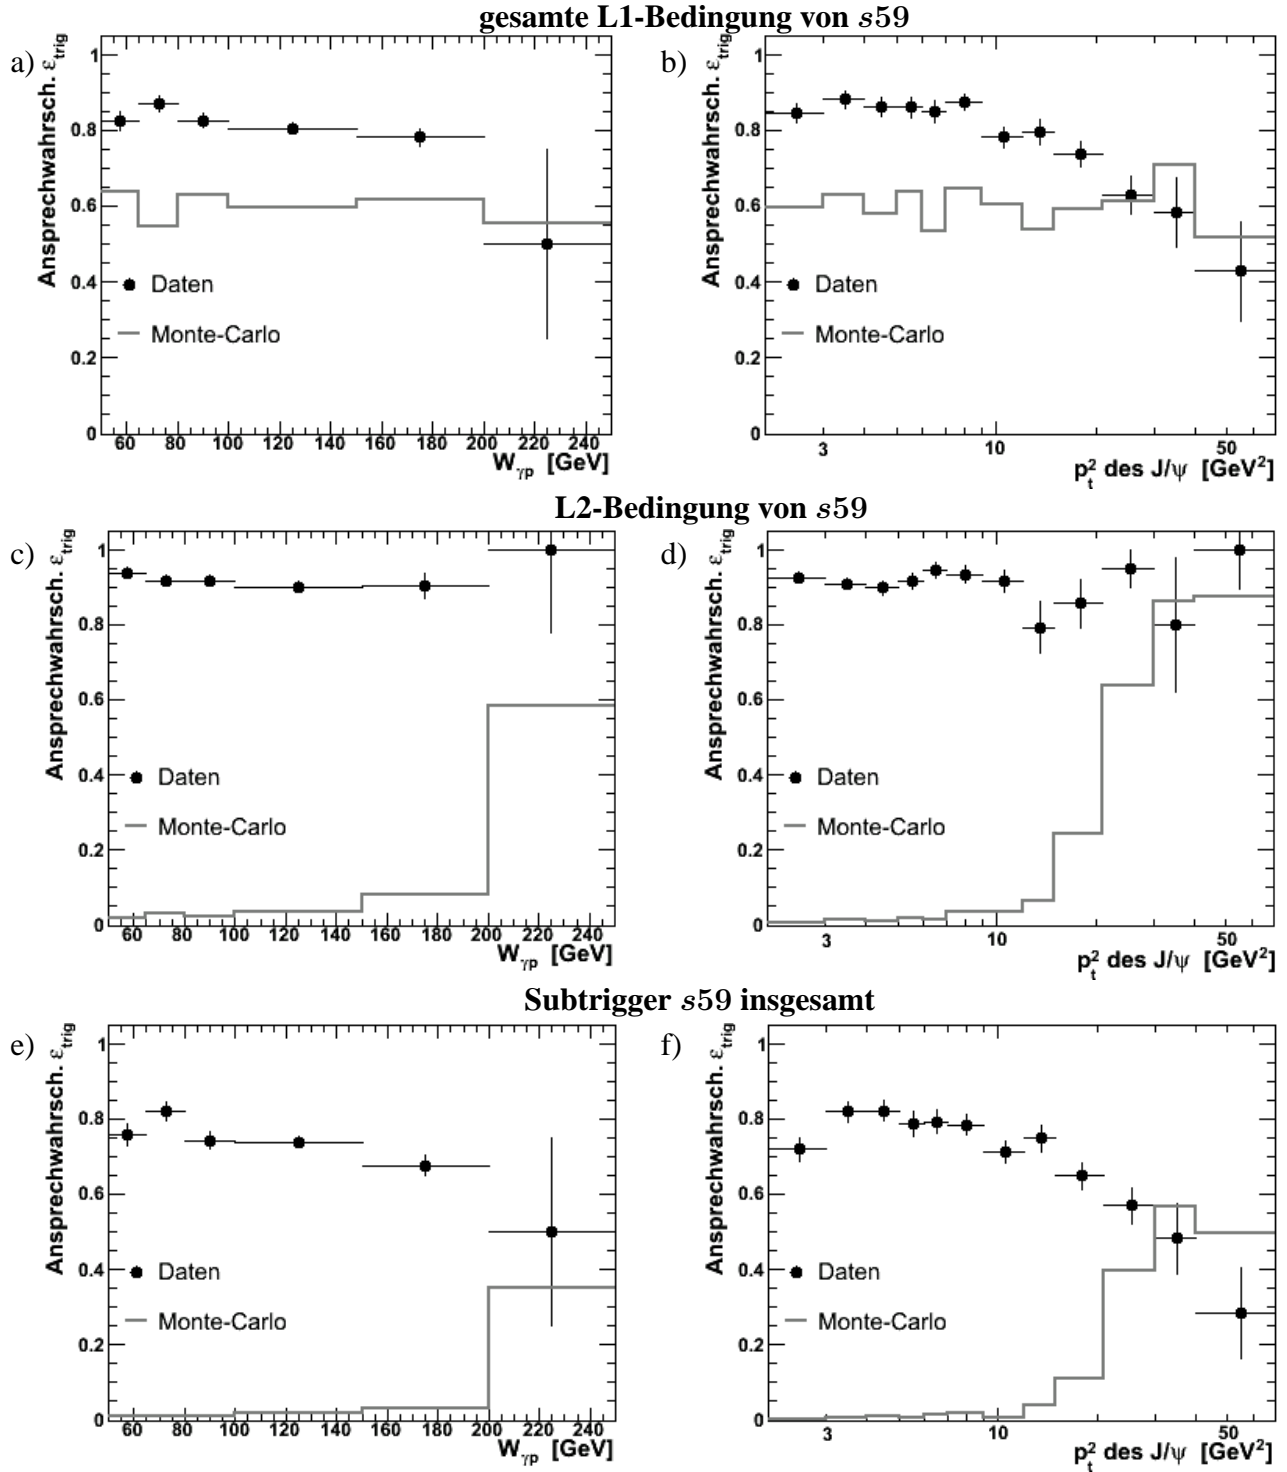 gesamte L1-Bedingung von s59
a)
Ansprechwahrsch. ε_trig
1
0.8
0.6
0.4
0.2
0
Daten
Monte-Carlo
60 80 100 120 140 160 180 200 220 240
W_γp [GeV]
b)
Ansprechwahrsch. ε_trig
1
0.8
0.6
0.4
0.2
0
Daten
Monte-Carlo
3 10 50
p_t^2 des J/ψ [GeV²]
L2-Bedingung von s59
c)
Ansprechwahrsch. ε_trig
1
0.8
0.6
0.4
0.2
0
Daten
Monte-Carlo
60 80 100 120 140 160 180 200 220 240
W_γp [GeV]
d)
Ansprechwahrsch. ε_trig
1
0.8
0.6
0.4
0.2
0
Daten
Monte-Carlo
3 10 50
p_t^2 des J/ψ [GeV²]
Subtrigger s59 insgesamt
e)
Ansprechwahrsch. ε_trig
1
0.8
0.6
0.4
0.2
0
Daten
Monte-Carlo
60 80 100 120 140 160 180 200 220 240
W_γp [GeV]
f)
Ansprechwahrsch. ε_trig
1
0.8
0.6
0.4
0.2
0
Daten
Monte-Carlo
3 10 50
p_t^2 des J/ψ [GeV²]